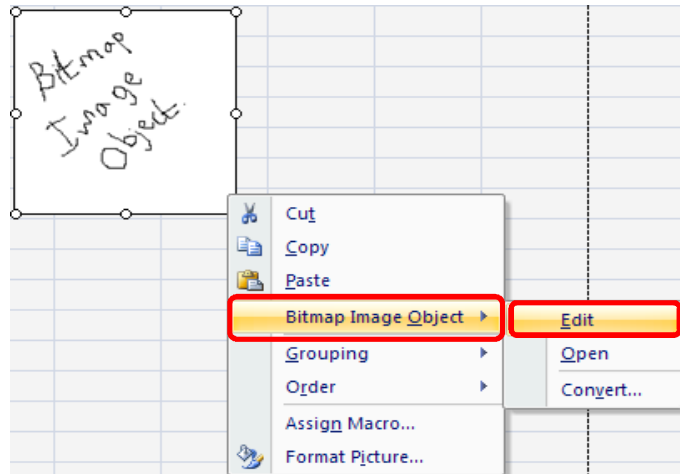 Bitmap
Image
Object.
Cut
Copy
Paste
Bitmap Image Object
Edit
Grouping
Open
Order
Convert...
Assign Macro...
Format Picture...